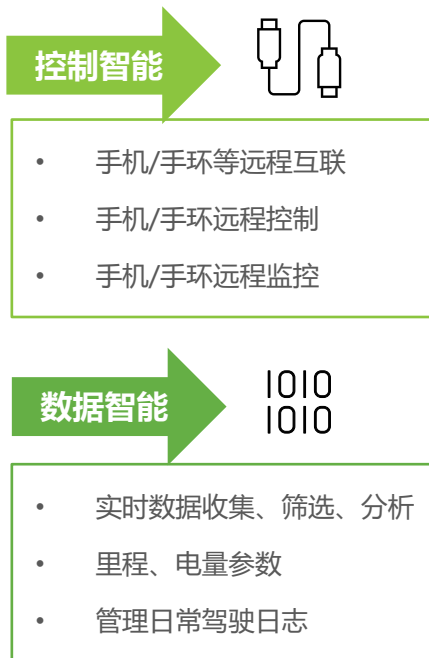 控制智能
• 手机/手环等远程互联
• 手机/手环远程控制
• 手机/手环远程监控
数据智能
1010
1010
• 实时数据收集、筛选、分析
• 里程、电量参数
• 管理日常驾驶日志